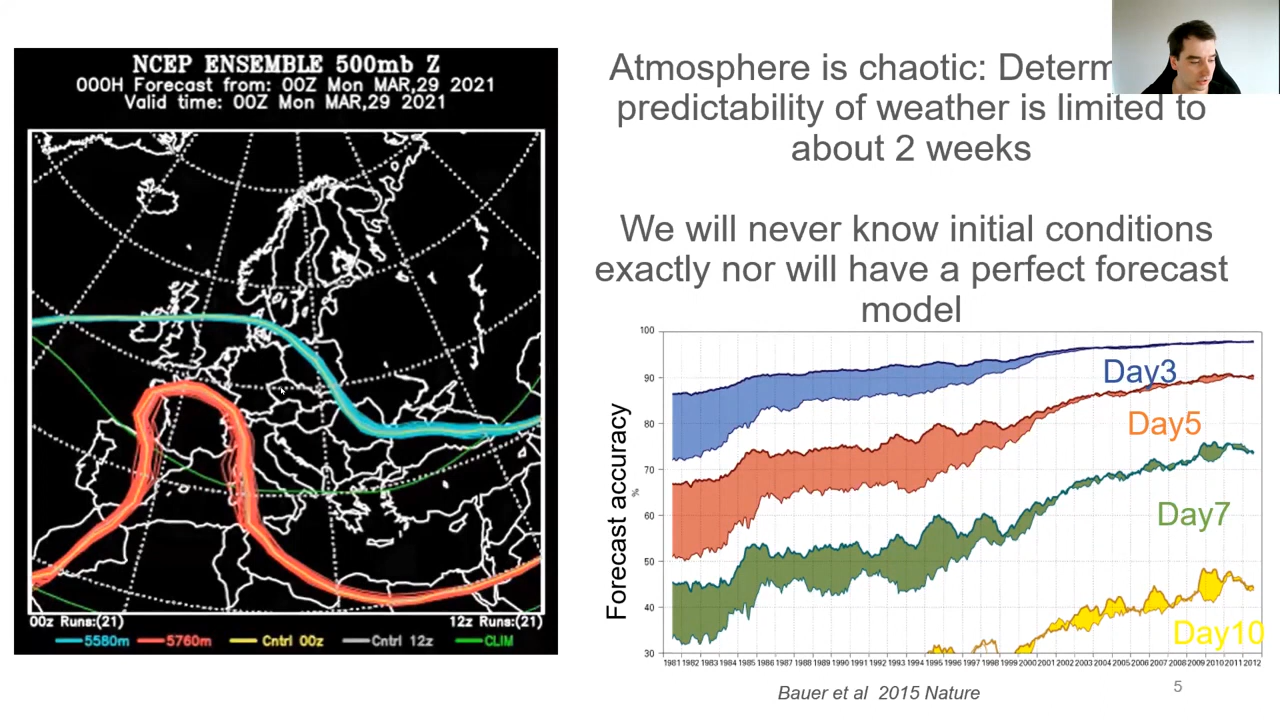 NCEP ENSEMBLE 500mb Z
000H Forecast from: 00Z Mon MAR,29 2021
Valid time: 00Z Mon MAR,29 2021
00z Runs:(21) 12z Runs:(21)
5580m 5760m Cntrl 00z Cntrl 12z CLIM
Atmosphere is chaotic: Determ
predictability of weather is limited to
about 2 weeks
We will never know initial conditions
exactly nor will have a perfect forecast
model
Forecast accuracy
%
100
90
80
70
60
50
40
30
Day3
Day5
Day7
Day10
1981 1982 1983 1984 1985 1986 1987 1988 1989 1990 1991 1992 1993 1994 1995 1996 1997 1998 1999 2000 2001 2002 2003 2004 2005 2006 2007 2008 2009 2010 2011 2012
Bauer et al 2015 Nature
5